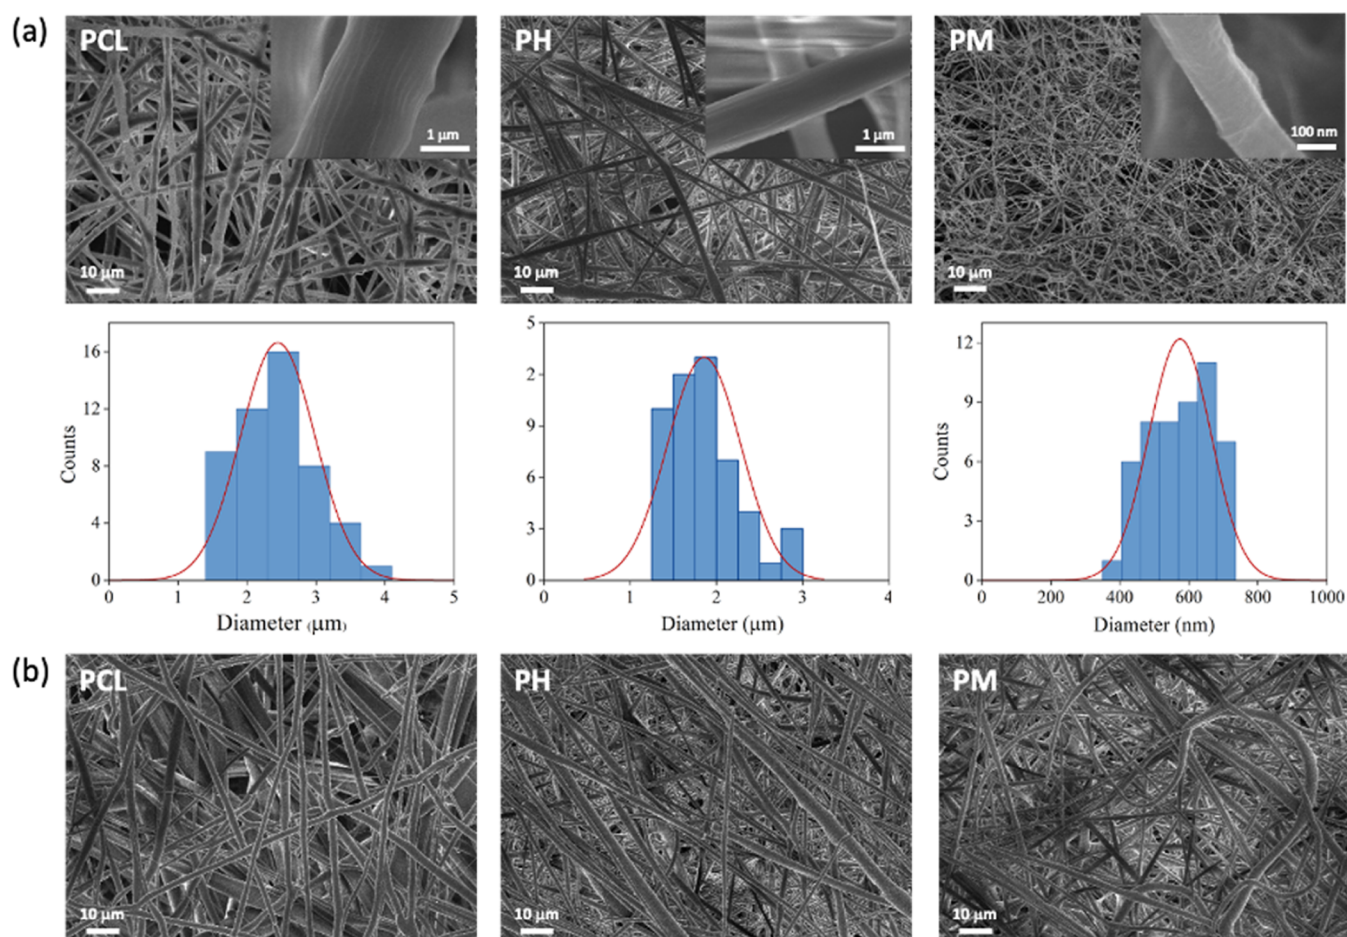 (a)
PCL
1 μm
10 μm
PH
1 μm
10 μm
PM
100 nm
10 μm
16
12
8
4
0
Counts
0 1 2 3 4 5
Diameter (μm)
5
2
9
6
3
0
0 1 2 3 4
Diameter (μm)
12
9
6
3
0
Counts
0 200 400 600 800 1000
Diameter (nm)
(b)
PCL
10 μm
PH
10 μm
PM
10 μm